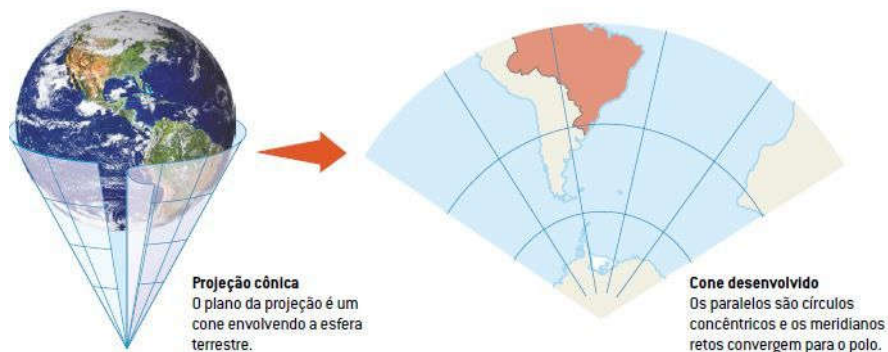 Projeção cônica
O plano da projeção é um
cone envolvendo a esfera
terrestre.
Cone desenvolvido
Os paralelos são círculos
concêntricos e os meridianos
retos convergem para o polo.